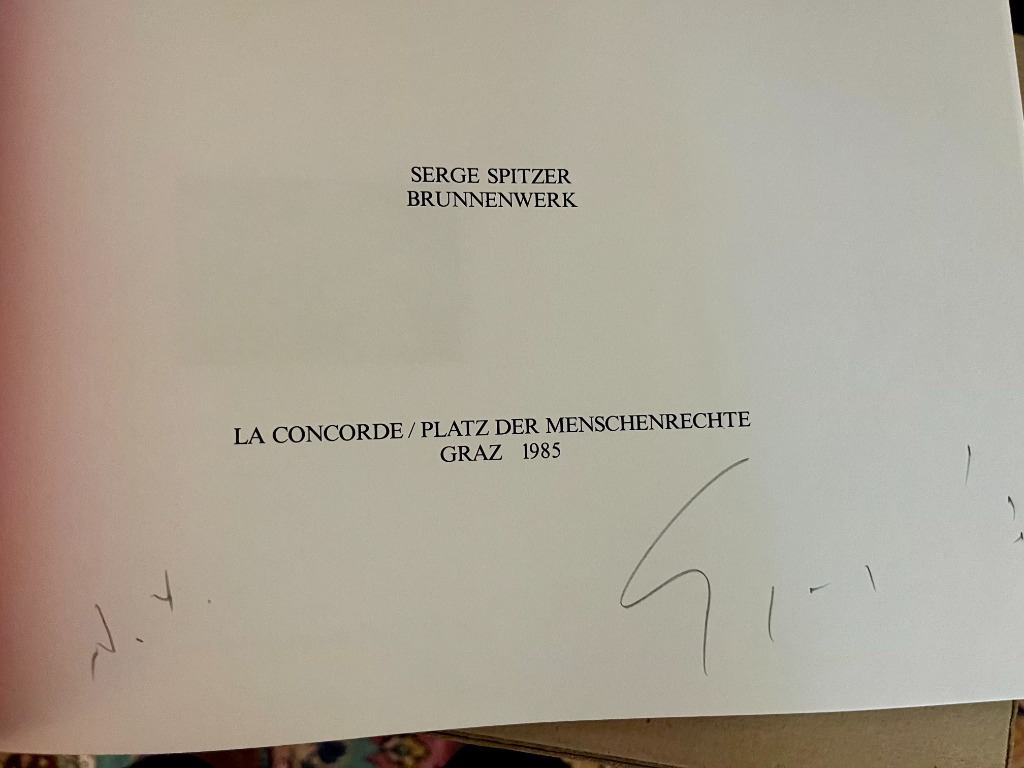 SERGE SPITZER
BRUNNENWERK
LA CONCORDE / PLATZ DER MENSCHENRECHTE
GRAZ 1985